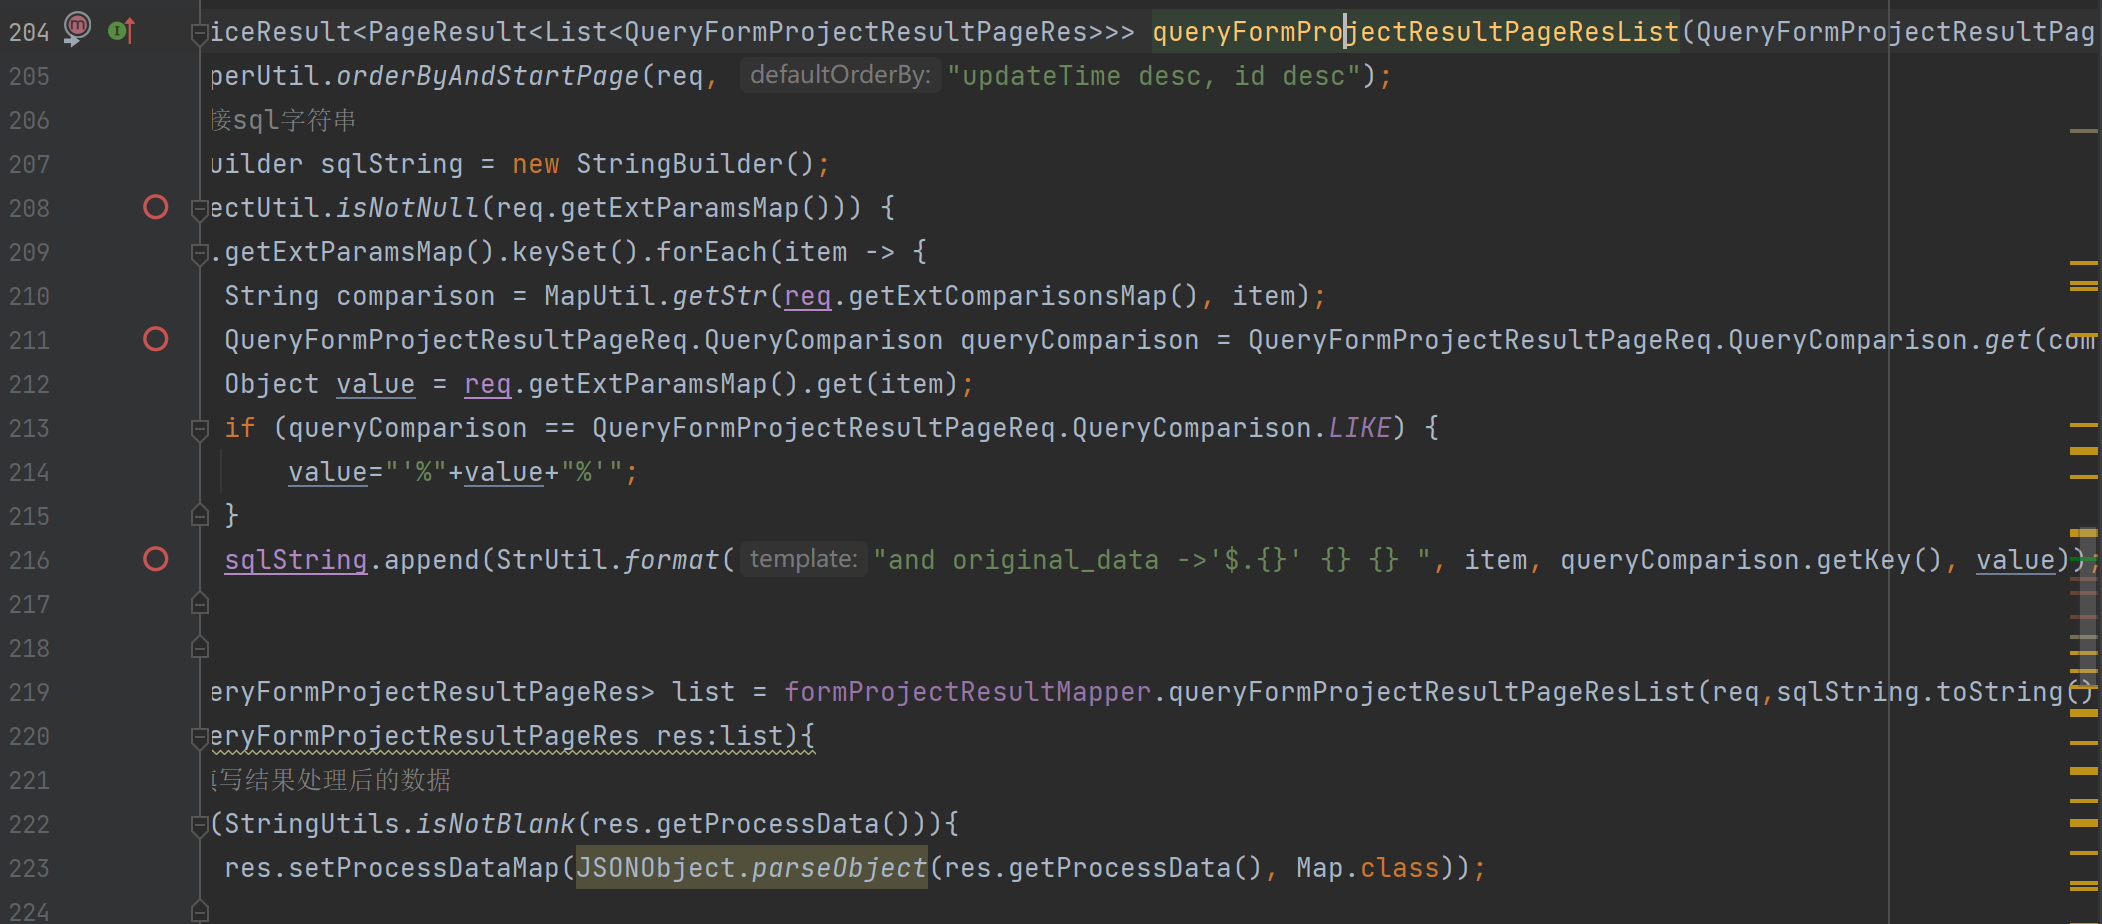 204 iceResult<PageResult<List<QueryFormProjectResultPageRes>>> queryFormProjectResultPageResList(QueryFormProjectResultPag
205 perUtil.orderByAndStartPage(req, defaultOrderBy: "updateTime desc, id desc");
206 接sql字符串
207 uilder sqlString = new StringBuilder();
208 ectUtil.isNotNull(req.getExtParamsMap())) {
209 .getExtParamsMap().keySet().forEach(item -> {
210 String comparison = MapUtil.getStr(req.getExtComparisonsMap(), item);
211 QueryFormProjectResultPageReq.QueryComparison queryComparison = QueryFormProjectResultPageReq.QueryComparison.get(com
212 Object value = req.getExtParamsMap().get(item);
213 if (queryComparison == QueryFormProjectResultPageReq.QueryComparison.LIKE) {
214 value="'%"+value+"%'";
215 }
216 sqlString.append(StrUtil.format( template: "and original_data ->'$.{}' {} {} ", item, queryComparison.getKey(), value));
217
218
219 eryFormProjectResultPageRes> list = formProjectResultMapper.queryFormProjectResultPageResList(req,sqlString.toString()
220 eryFormProjectResultPageRes res:list){
221 写结果处理后的数据
222 (StringUtils.isNotBlank(res.getProcessData())){
223 res.setProcessDataMap(JSONObject.parseObject(res.getProcessData(), Map.class));
224